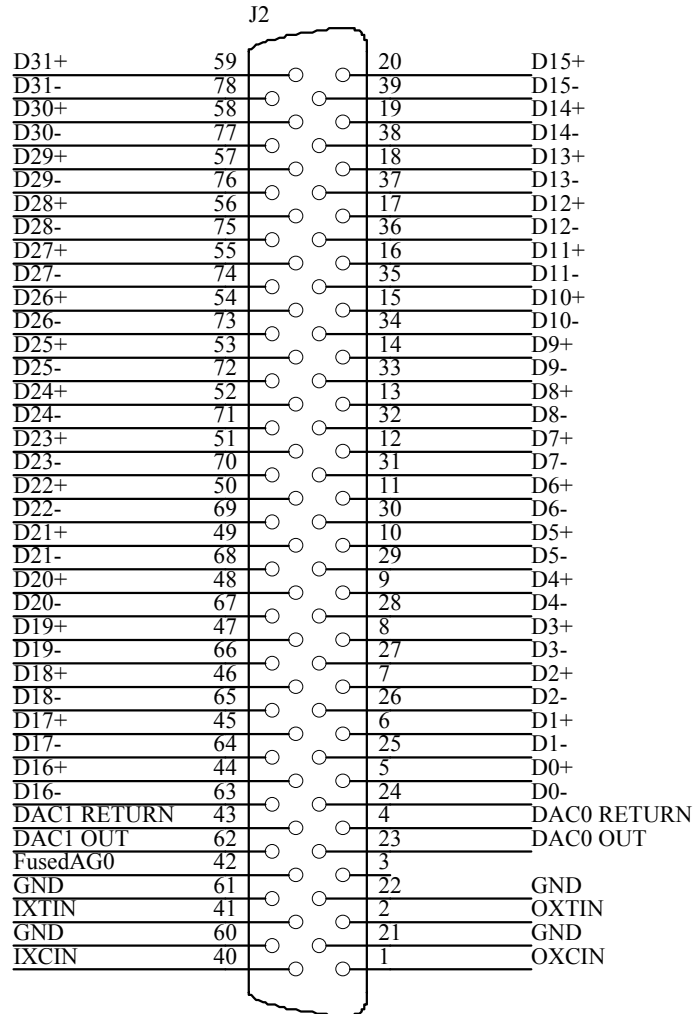 J2
D31+ 59 20 D15+
D31- 78 39 D15-
D30+ 58 19 D14+
D30- 77 38 D14-
D29+ 57 18 D13+
D29- 76 37 D13-
D28+ 56 17 D12+
D28- 75 36 D12-
D27+ 55 16 D11+
D27- 74 35 D11-
D26+ 54 15 D10+
D26- 73 34 D10-
D25+ 53 14 D9+
D25- 72 33 D9-
D24+ 52 13 D8+
D24- 71 32 D8-
D23+ 51 12 D7+
D23- 70 31 D7-
D22+ 50 11 D6+
D22- 69 30 D6-
D21+ 49 10 D5+
D21- 68 29 D5-
D20+ 48 9 D4+
D20- 67 28 D4-
D19+ 47 8 D3+
D19- 66 27 D3-
D18+ 46 7 D2+
D18- 65 26 D2-
D17+ 45 6 D1+
D17- 64 25 D1-
D16+ 44 5 D0+
D16- 63 24 D0-
DAC1 RETURN 43 4 DAC0 RETURN
DAC1 OUT 62 23 DAC0 OUT
FusedAG0 42 3
GND 61 22 GND
IXTIN 41 2 OXTIN
GND 60 21 GND
IXCIN 40 1 OXCIN